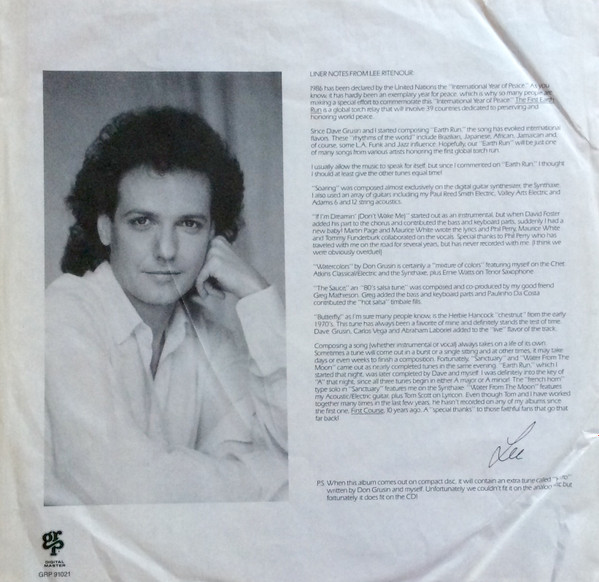 LINER NOTES FROM LEE RITENOUR:
1986 has been declared by the United Nations the "International Year of Peace." As you
know, it has hardly been an exemplary year for peace, which is why so many people are
making a special effort to commemorate this "International Year of Peace." The First Earth
Run is a global torch relay that will involve 39 countries dedicated to preserving and
honoring world peace.
Since Dave Grusin and I started composing "Earth Run," the song has evolved international
flavors. These "rhythms of the world" include Brazilian, Japanese, African, Jamaican and,
of course, some L.A. Funk and Jazz influence. Hopefully, our "Earth Run" will be just one
of many songs from various artists honoring the first global torch run.
I usually allow the music to speak for itself, but since I commented on "Earth Run," I thought
I should at least give the other tunes equal time!
"Soaring" was composed almost exclusively on the digital guitar synthesizer, the Synthaxe.
I also used an array of guitars including my Paul Reed Smith Electric, Valley Arts Electric and
Adamas 6 and 12 string acoustics.
"If I'm Dreamin' (Don't Wake Me)" started out as an instrumental, but when David Foster
added his part to the chorus and contributed the bass and keyboard parts, suddenly I had a
new baby! Martin Page and Maurice White wrote the lyrics and Phil Perry, Maurice White
and Tommy Funderburk collaborated on the vocals. Special thanks to Phil Perry who has
traveled with me on the road for several years, but has never recorded with me. (I think we
were obviously overdue!)
"Watercolors" by Don Grusin is certainly a "mixture of colors" featuring myself on the Chet
Atkins Classical/Electric and the Synthaxe, plus Ernie Watts on Tenor Saxophone.
"The Sauce" an "80's salsa tune" was composed and co-produced by my good friend
Greg Mathieson. Greg added the bass and keyboard parts and Paulinho Da Costa
contributed the "hot salsa" timbale fills.
"Butterfly" as I'm sure many people know, is the Herbie Hancock "chestnut" from the early
1970's. This tune has always been a favorite of mine and definitely stands the test of time.
Dave Grusin, Carlos Vega and Abraham Laboriel added to the "live" flavor of the track.
Composing a song (whether instrumental or vocal) always takes on a life of its own.
Sometimes a tune will come out in a burst or a single sitting and at other times, it may take
days or even weeks to finish a composition. Fortunately, "Sanctuary" and "Water From The
Moon" came out as nearly completed tunes in the same evening. "Earth Run," which I
started that night, was later completed by Dave and myself. I was definitely into the key of
"A" that night, since all three tunes begin in either A major or A minor! The "french horn"
type solo in "Sanctuary" features me on the Synthaxe. "Water From The Moon" features
my Acoustic/Electric guitar, plus Tom Scott on Lyricon. Even though Tom and I have worked
together many times in the last few years, he hasn't recorded on any of my albums since
the first one, First Course, 10 years ago. A "special thanks" to those faithful fans that go that
far back!
Lee
P.S. When this album comes out on compact disc, it will contain an extra tune called
written by Don Grusin and myself. Unfortunately we couldn't fit it on the analog but
fortunately it does fit on the CD!
grp
DIGITAL
MASTER
GRP 91021